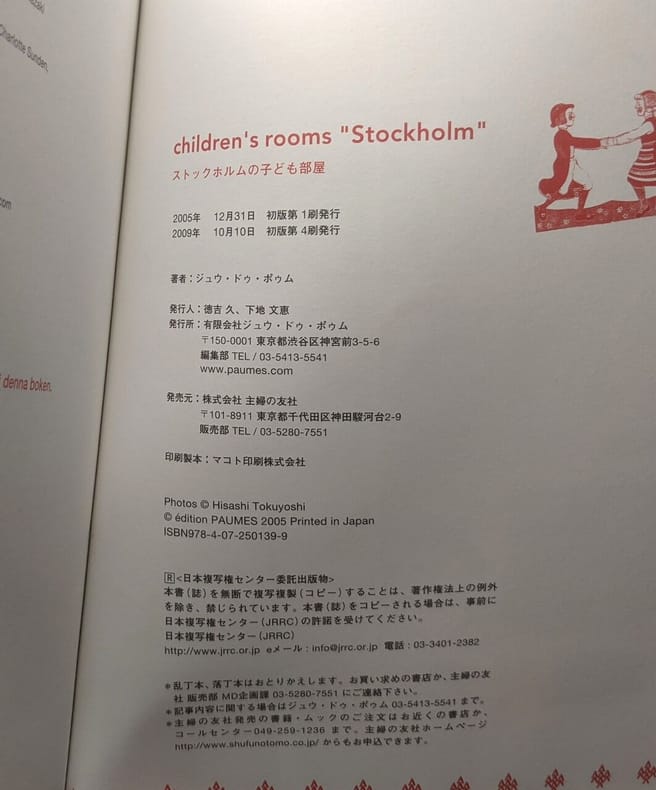 Charlotte Sunden,
com
denna boken.
children's rooms "Stockholm"
ストックホルムの子ども部屋
2005年 12月31日 初版第1刷発行
2009年 10月10日 初版第4刷発行
著者：ジュウ・ドゥ・ポゥム
発行人：徳吉 久、下地 文恵
発行所：有限会社ジュウ・ドゥ・ポゥム
〒150-0001 東京都渋谷区神宮前3-5-6
編集部 TEL / 03-5413-5541
www.paumes.com
発売元：株式会社 主婦の友社
〒101-8911 東京都千代田区神田駿河台2-9
販売部 TEL / 03-5280-7551
印刷製本：マコト印刷株式会社
Photos © Hisashi Tokuyoshi
© édition PAUMES 2005 Printed in Japan
ISBN978-4-07-250139-9
R <日本複写権センター委託出版物>
本書（誌）を無断で複写複製（コピー）することは、著作権法上の例外
を除き、禁じられています。本書（誌）をコピーされる場合は、事前に
日本複写権センター（JRRC）の許諾を受けてください。
日本複写権センター（JRRC）
http://www.jrrc.or.jp eメール：info@jrrc.or.jp 電話：03-3401-2382
＊乱丁本、落丁本はおとりかえします。お買い求めの書店か、主婦の友
社 販売部 MD企画課 03-5280-7551 にご連絡下さい。
＊記事内容に関する場合はジュウ・ドゥ・ポゥム 03-5413-5541 まで。
＊主婦の友社発売の書籍・ムックのご注文はお近くの書店か、
コールセンター049-259-1236 まで。主婦の友社ホームページ
http://www.shufunotomo.co.jp/ からもお申込できます。